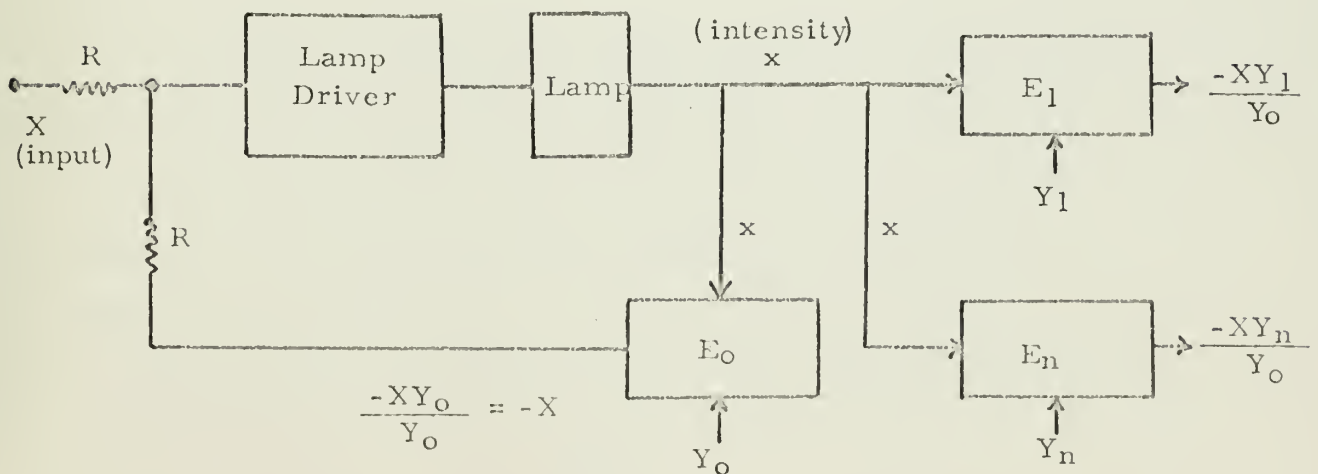 R
X
(input)
Lamp
Driver
Lamp
(intensity)
x
E1
-XY1
Yo
Y1
R
x
x
Eo
-XYo
Yo
= -X
Yo
En
-XYn
Yo
Yn